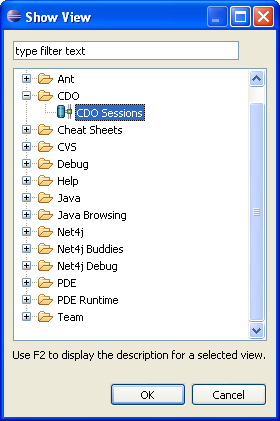 Show View
type filter text
Ant
CDO
CDO Sessions
Cheat Sheets
CVS
Debug
Help
Java
Java Browsing
Net4j
Net4j Buddies
Net4j Debug
PDE
PDE Runtime
Team
Use F2 to display the description for a selected view.
OK Cancel